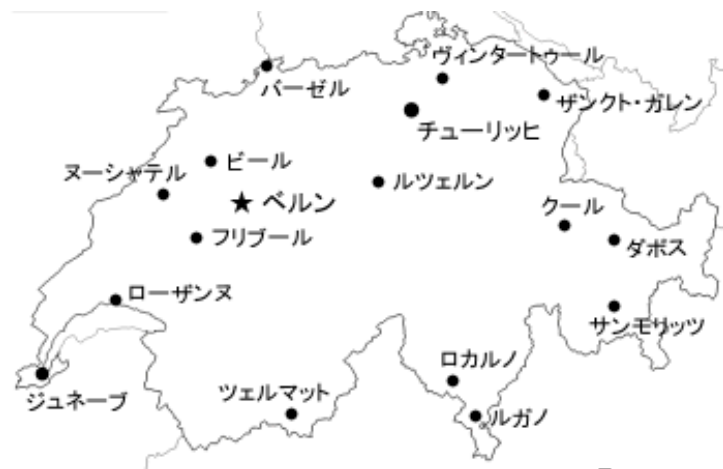 ヴィンタートゥール
バーゼル
ザンクト・ガレン
チューリッヒ
ビール
ヌーシャテル
ルツェルン
ベルン
クール
フリブール
ダボス
ローザンヌ
サンモリッツ
ロカルノ
ツェルマット
ジュネーブ
ルガノ